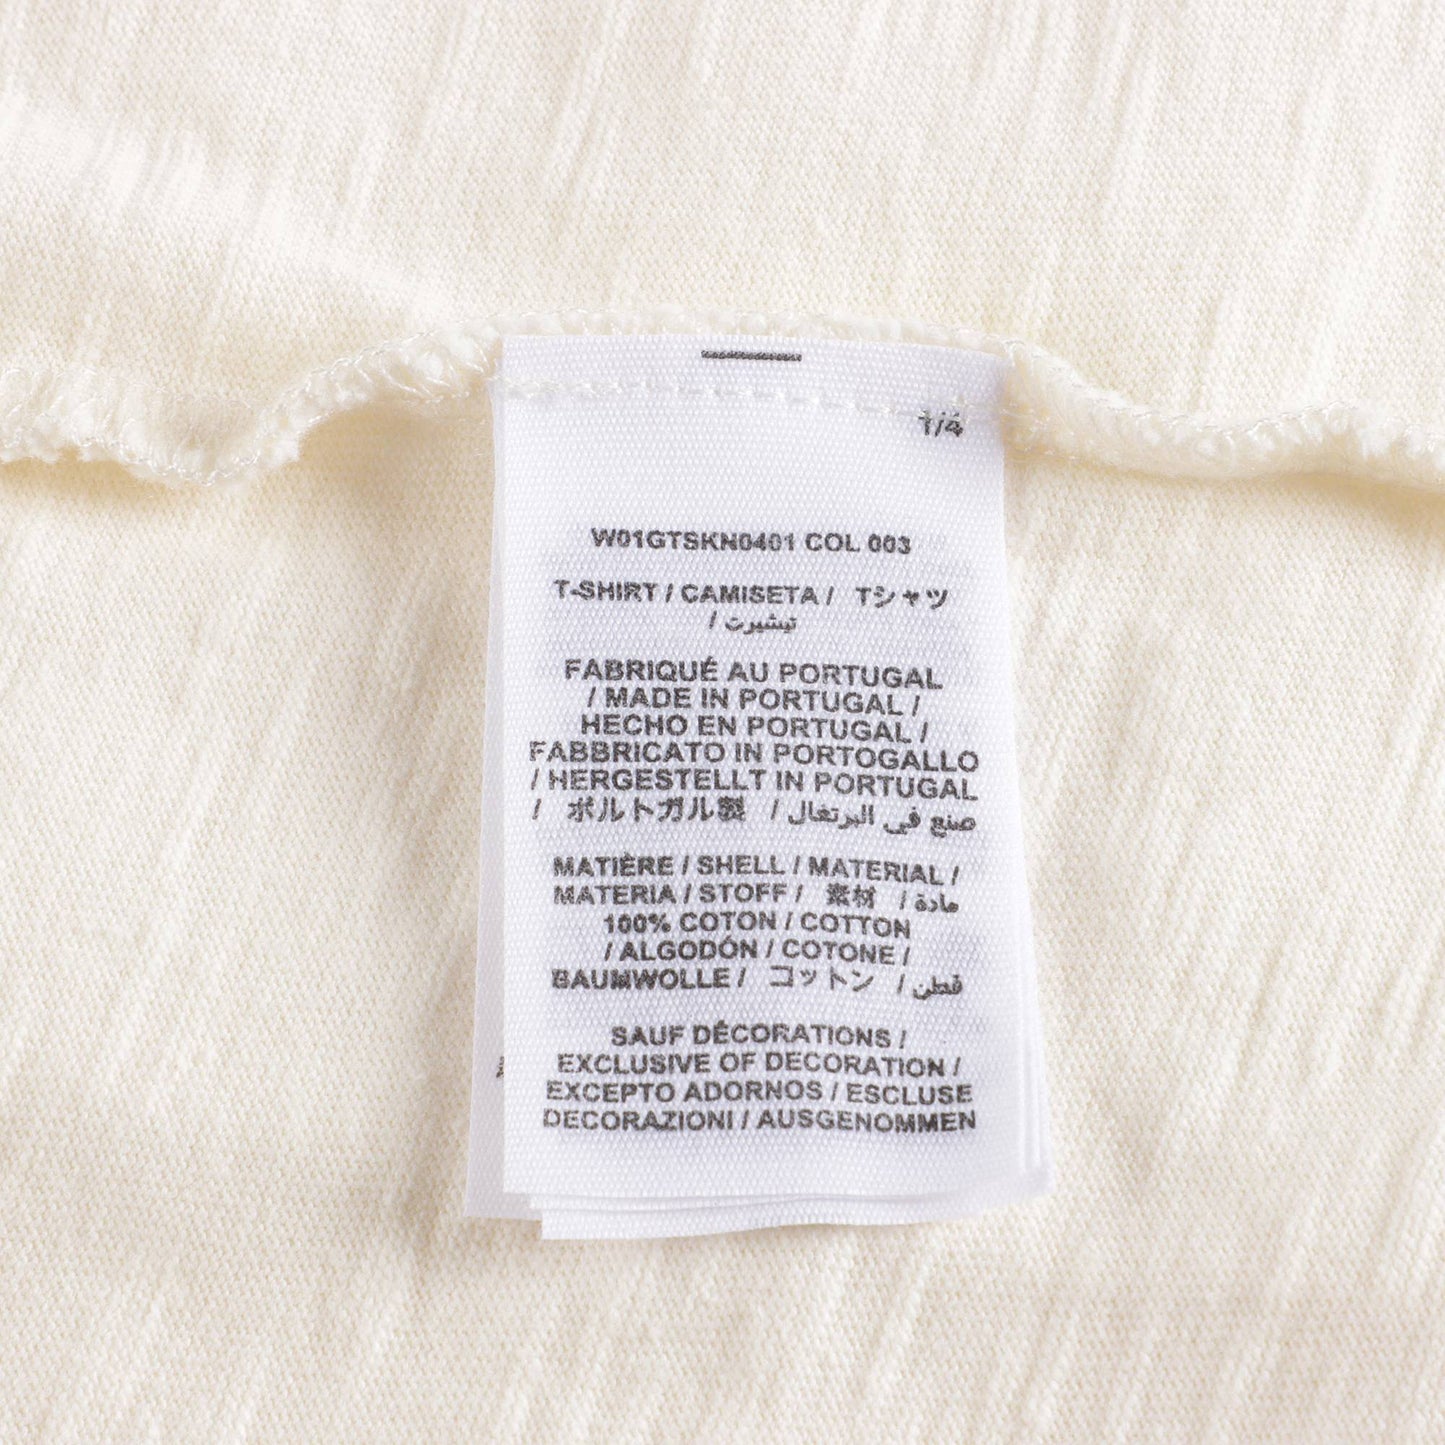 1/4
W01GTSKN0401 COL 003
T-SHIRT / CAMISETA / Tシャツ
/ تيشيرت
FABRIQUÉ AU PORTUGAL
/ MADE IN PORTUGAL /
HECHO EN PORTUGAL /
FABBRICATO IN PORTOGALLO
/ HERGESTELLT IN PORTUGAL
/ ポルトガル製 / صنع في البرتغال
MATIÈRE / SHELL / MATERIAL /
MATERIA / STOFF / 素材 / مادة
100% COTON / COTTON
/ ALGODÓN / COTONE /
BAUMWOLLE / コットン / قطن
SAUF DÉCORATIONS /
EXCLUSIVE OF DECORATION /
EXCEPTO ADORNOS / ESCLUSE
DECORAZIONI / AUSGENOMMEN